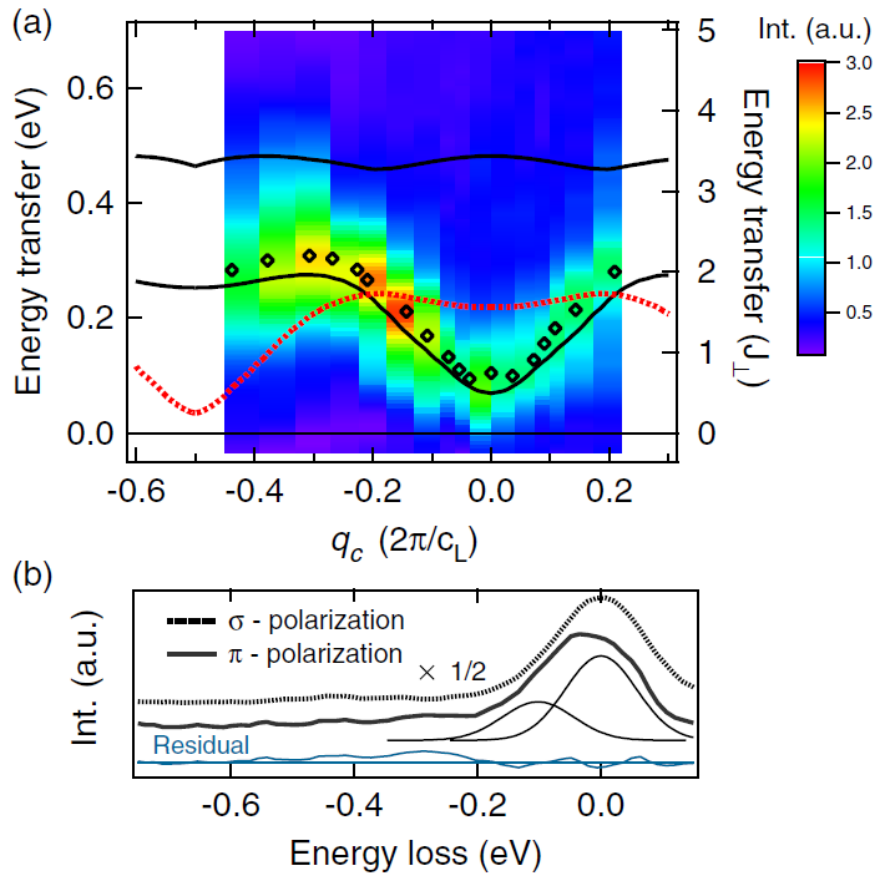 (a)
Int. (a.u.)
Energy transfer (eV)
0.6
0.4
0.2
0.0
5
4
3
2
1
0
Energy transfer (J⊥)
3.0
2.5
2.0
1.5
1.0
0.5
-0.6 -0.4 -0.2 0.0 0.2
q_c (2π/c_L)
(b)
Int. (a.u.)
σ - polarization
π - polarization
× 1/2
Residual
-0.6 -0.4 -0.2 0.0
Energy loss (eV)